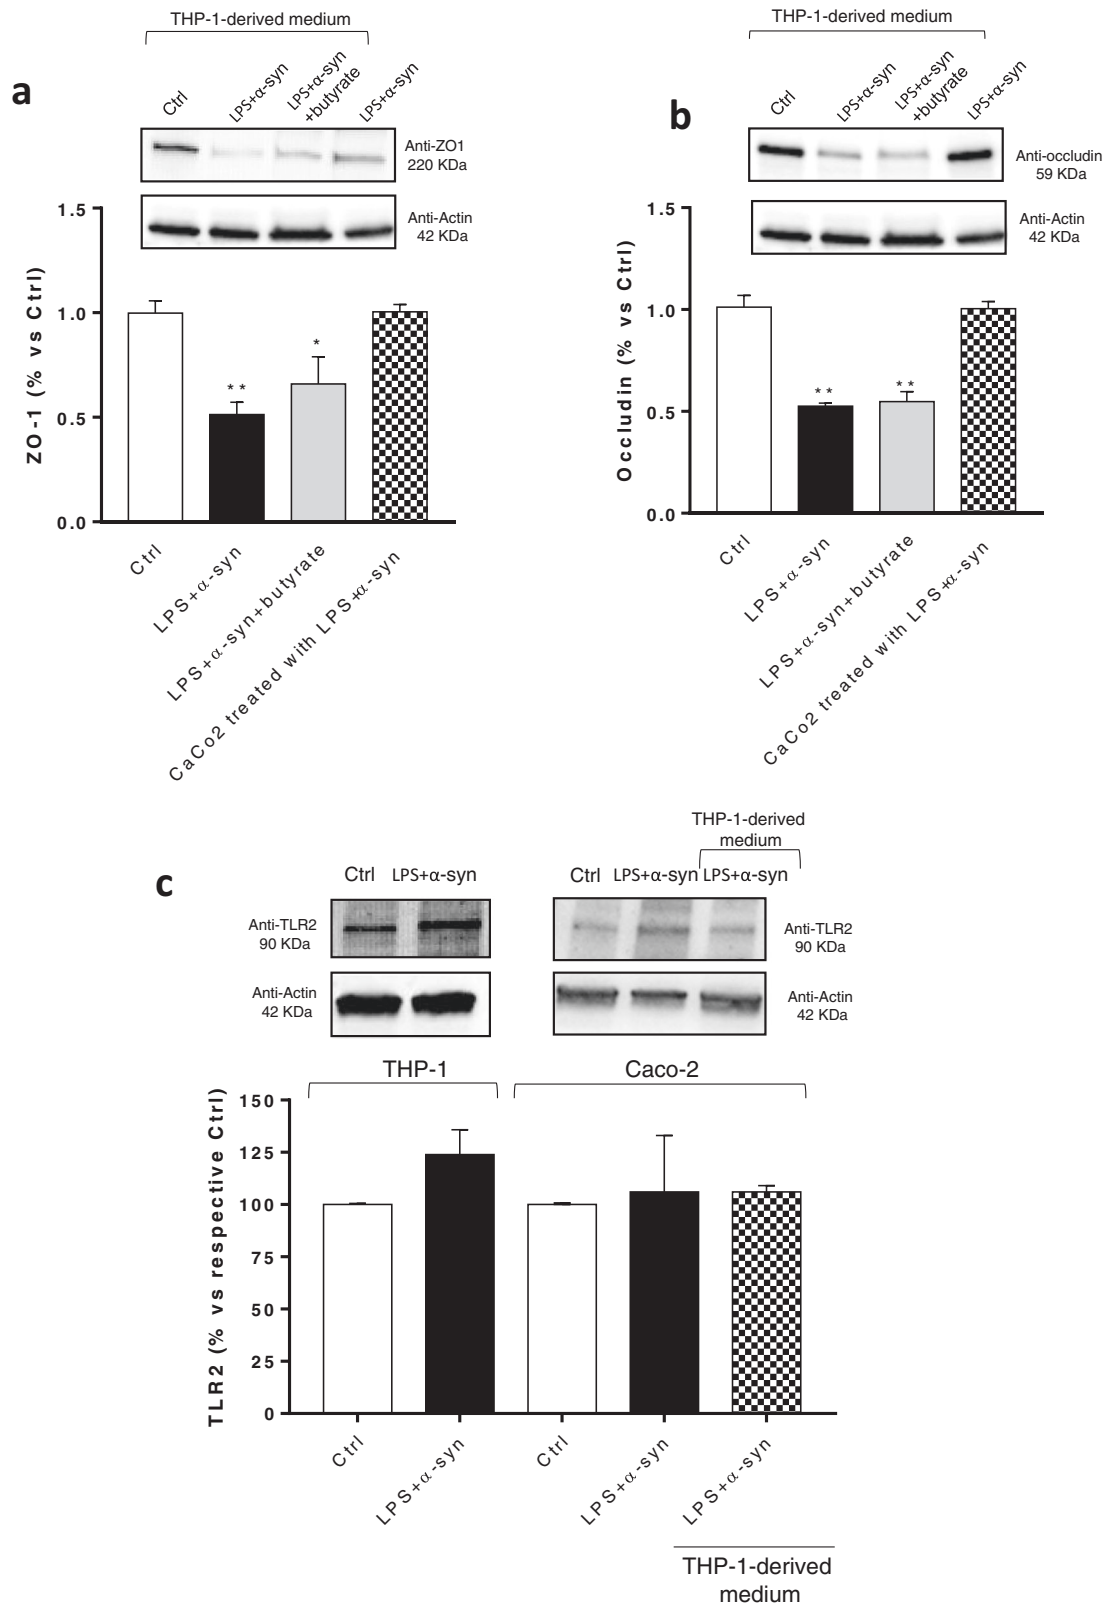 THP-1-derived medium
a
Ctrl
LPS+α-syn
LPS+α-syn
+butyrate
LPS+α-syn
Anti-ZO1
220 KDa
Anti-Actin
42 KDa
ZO-1 (% vs Ctrl)
1.5
1.0
0.5
0.0
**
*
Ctrl
LPS+α-syn
LPS+α-syn+butyrate
CaCo2 treated with LPS+α-syn
THP-1-derived medium
b
Ctrl
LPS+α-syn
LPS+α-syn
+butyrate
LPS+α-syn
Anti-occludin
59 KDa
Anti-Actin
42 KDa
Occludin (% vs Ctrl)
1.5
1.0
0.5
0.0
**
**
Ctrl
LPS+α-syn
LPS+α-syn+butyrate
CaCo2 treated with LPS+α-syn
c
THP-1-derived
medium
Ctrl LPS+α-syn
Ctrl LPS+α-syn LPS+α-syn
Anti-TLR2
90 KDa
Anti-TLR2
90 KDa
Anti-Actin
42 KDa
Anti-Actin
42 KDa
THP-1
Caco-2
TLR2 (% vs respective Ctrl)
150
125
100
75
50
25
0
Ctrl
LPS+α-syn
Ctrl
LPS+α-syn
LPS+α-syn
THP-1-derived
medium